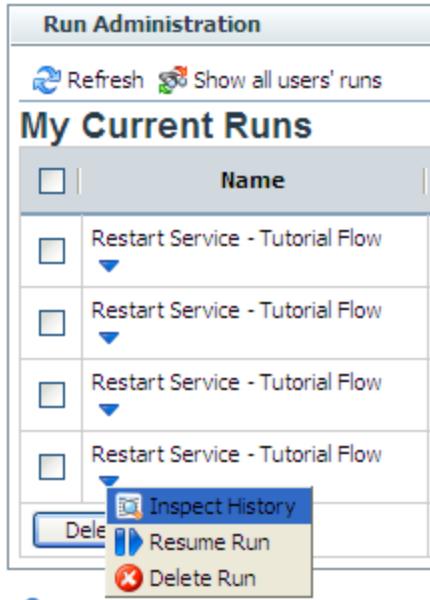 Run Administration
Refresh Show all users' runs
My Current Runs
Name
Restart Service - Tutorial Flow
Restart Service - Tutorial Flow
Restart Service - Tutorial Flow
Restart Service - Tutorial Flow
Inspect History
Resume Run
Delete Run